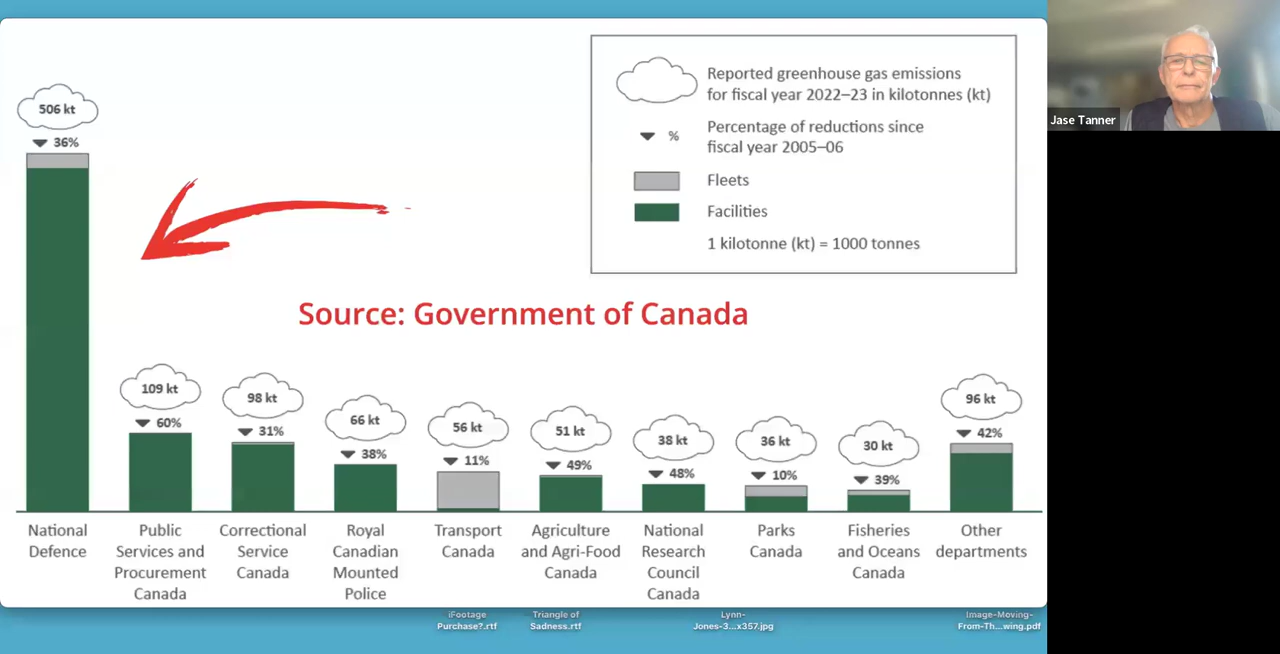 Reported greenhouse gas emissions
for fiscal year 2022–23 in kilotonnes (kt)
%
Percentage of reductions since
fiscal year 2005–06
Fleets
Facilities
1 kilotonne (kt) = 1000 tonnes
Jase Tanner
Source: Government of Canada
506 kt
36%
109 kt
60%
98 kt
31%
66 kt
38%
56 kt
11%
51 kt
49%
38 kt
48%
36 kt
10%
30 kt
39%
96 kt
42%
National
Defence
Public
Services and
Procurement
Canada
Correctional
Service
Canada
Royal
Canadian
Mounted
Police
Transport
Canada
Agriculture
and Agri-Food
Canada
National
Research
Council
Canada
Parks
Canada
Fisheries
and Oceans
Canada
Other
departments
iFootage
Purchase?.rtf
Triangle of
Sadness.rtf
Lynn-
Jones-3...x357.jpg
Image-Moving-
From-Th...wing.pdf